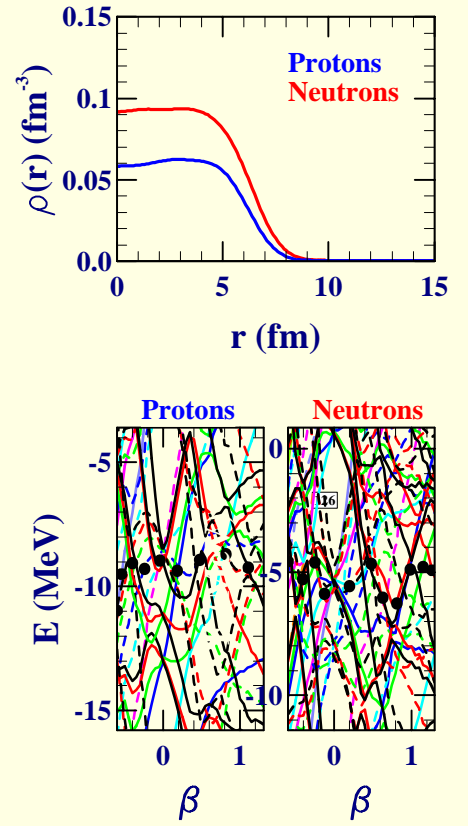 0.15
Protons
Neutrons
0.1
ρ(r) (fm-3)
0.05
0.0
0 5 10 15
r (fm)
Protons Neutrons
-5 0
126
E (MeV)
-10 -5
-15 -10
0 1 0 1
β β